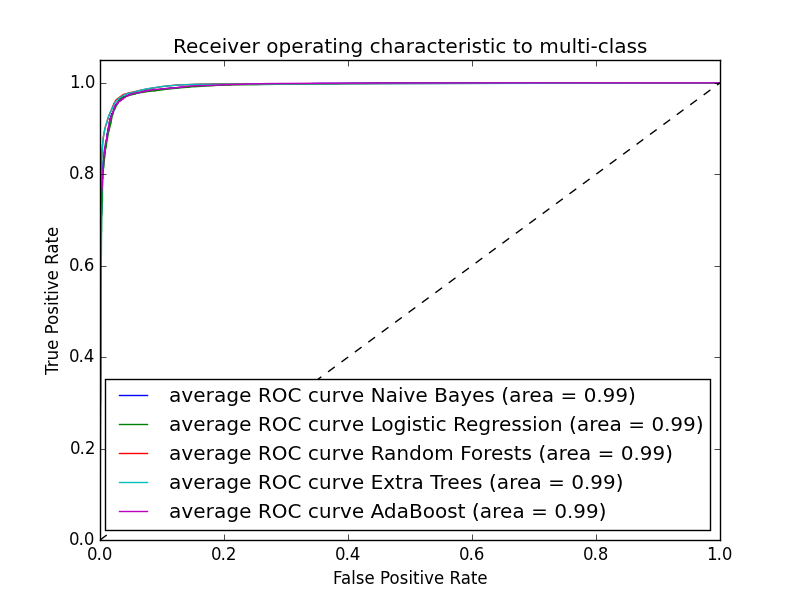 Receiver operating characteristic to multi-class
1.0
0.8
0.6
0.4
0.2
0.0
True Positive Rate
average ROC curve Naive Bayes (area = 0.99)
average ROC curve Logistic Regression (area = 0.99)
average ROC curve Random Forests (area = 0.99)
average ROC curve Extra Trees (area = 0.99)
average ROC curve AdaBoost (area = 0.99)
0.0 0.2 0.4 0.6 0.8 1.0
False Positive Rate